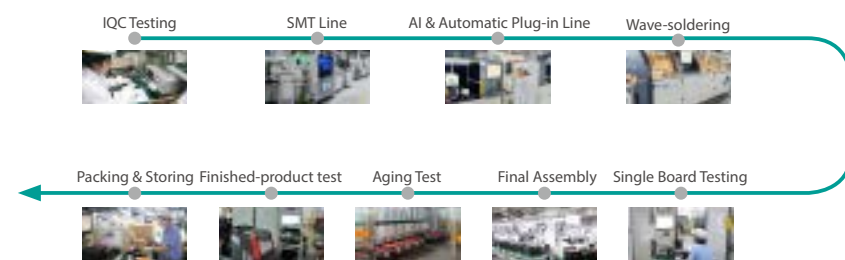 IQC Testing
SMT Line
AI & Automatic Plug-in Line
Wave-soldering
Packing & Storing
Finished-product test
Aging Test
Final Assembly
Single Board Testing